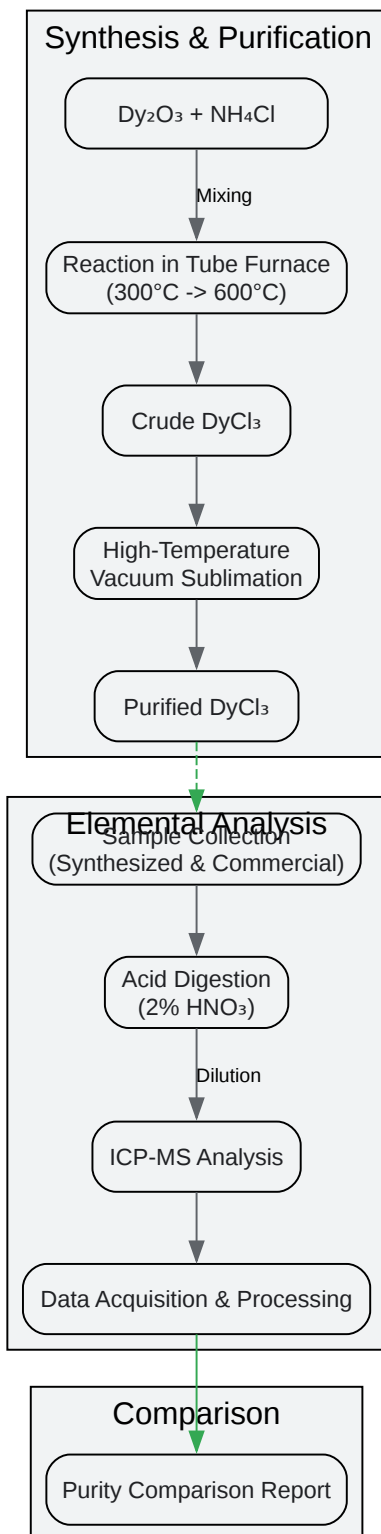 Synthesis & Purification
Dy₂O₃ + NH₄Cl
Mixing
Reaction in Tube Furnace
(300°C -> 600°C)
Crude DyCl₃
High-Temperature
Vacuum Sublimation
Purified DyCl₃
Elemental Analysis
Sample Collection
(Synthesized & Commercial)
Acid Digestion
(2% HNO₃)
Dilution
ICP-MS Analysis
Data Acquisition & Processing
Comparison
Purity Comparison Report